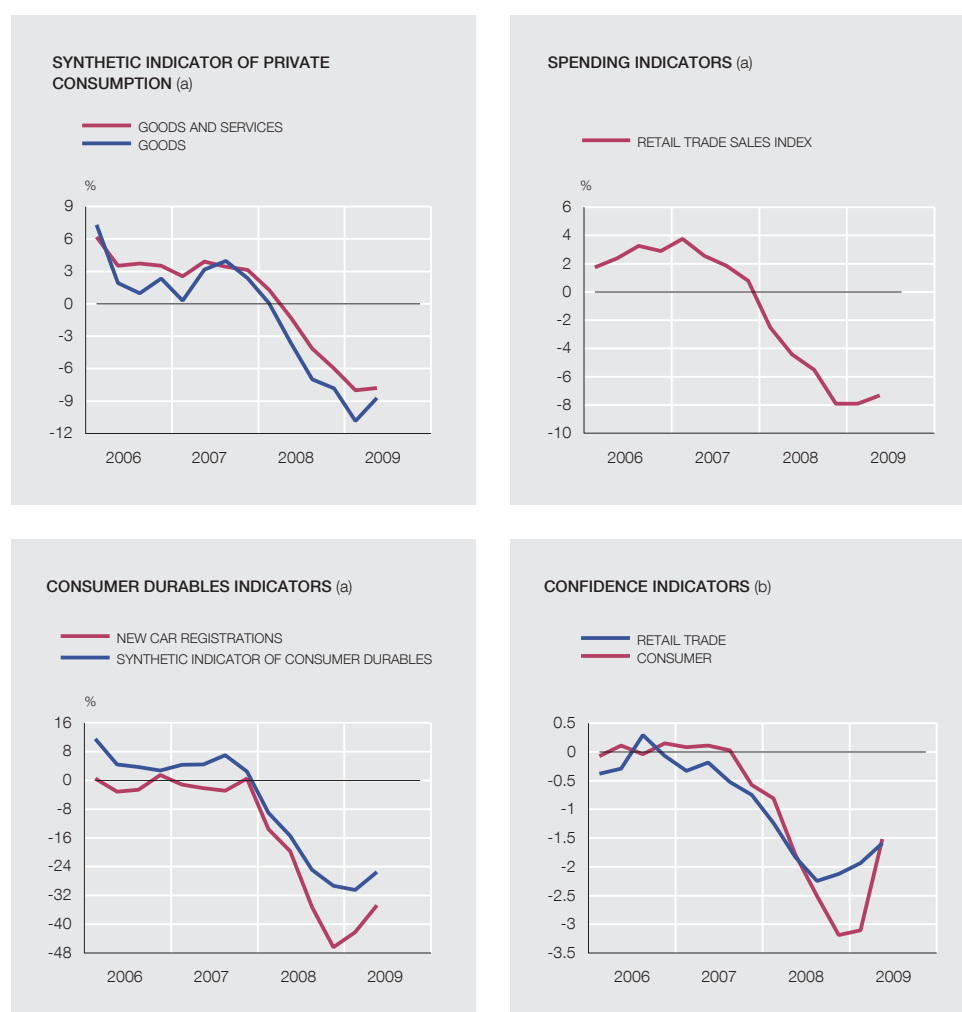 SYNTHETIC INDICATOR OF PRIVATE
CONSUMPTION (a)
GOODS AND SERVICES
GOODS
%
9
6
3
0
-3
-6
-9
-12
2006 2007 2008 2009
SPENDING INDICATORS (a)
RETAIL TRADE SALES INDEX
%
6
4
2
0
-2
-4
-6
-8
-10
2006 2007 2008 2009
CONSUMER DURABLES INDICATORS (a)
NEW CAR REGISTRATIONS
SYNTHETIC INDICATOR OF CONSUMER DURABLES
%
16
8
0
-8
-16
-24
-32
-40
-48
2006 2007 2008 2009
CONFIDENCE INDICATORS (b)
RETAIL TRADE
CONSUMER
0.5
0
-0.5
-1
-1.5
-2
-2.5
-3
-3.5
2006 2007 2008 2009